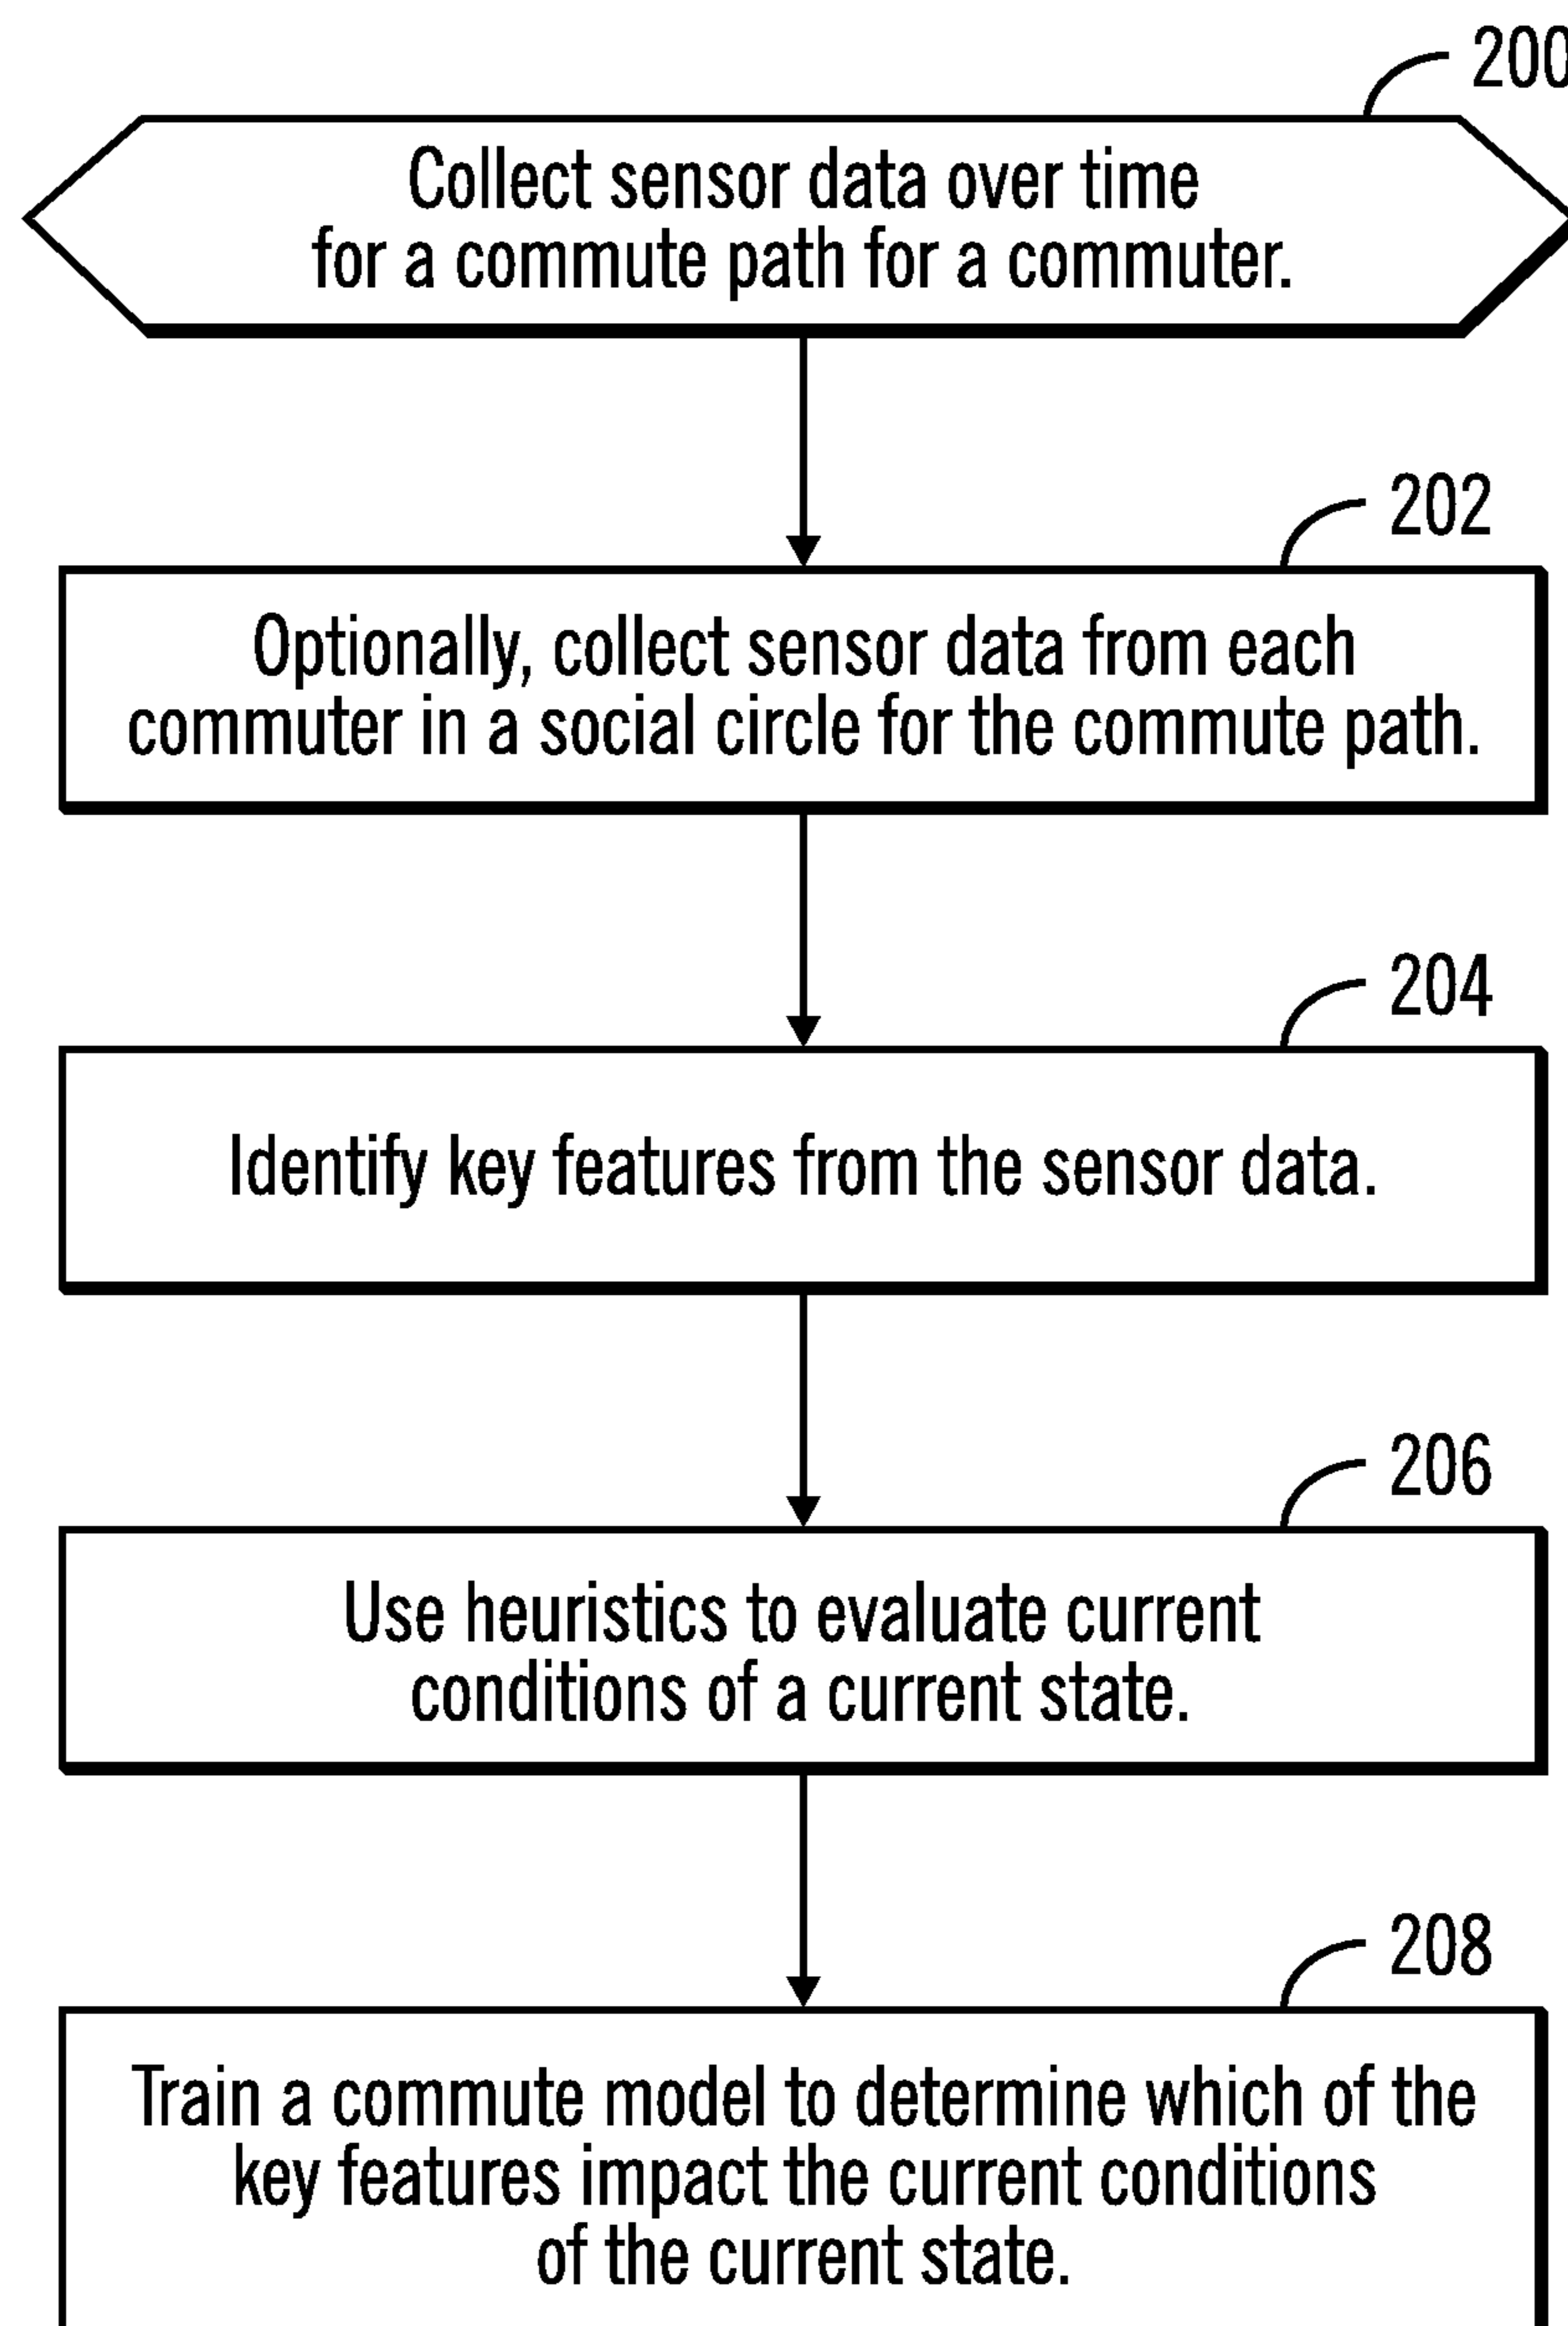 200
Collect sensor data over time
for a commute path for a commuter.
202
Optionally, collect sensor data from each
commuter in a social circle for the commute path.
204
Identify key features from the sensor data.
206
Use heuristics to evaluate current
conditions of a current state.
208
Train a commute model to determine which of the
key features impact the current conditions
of the current state.